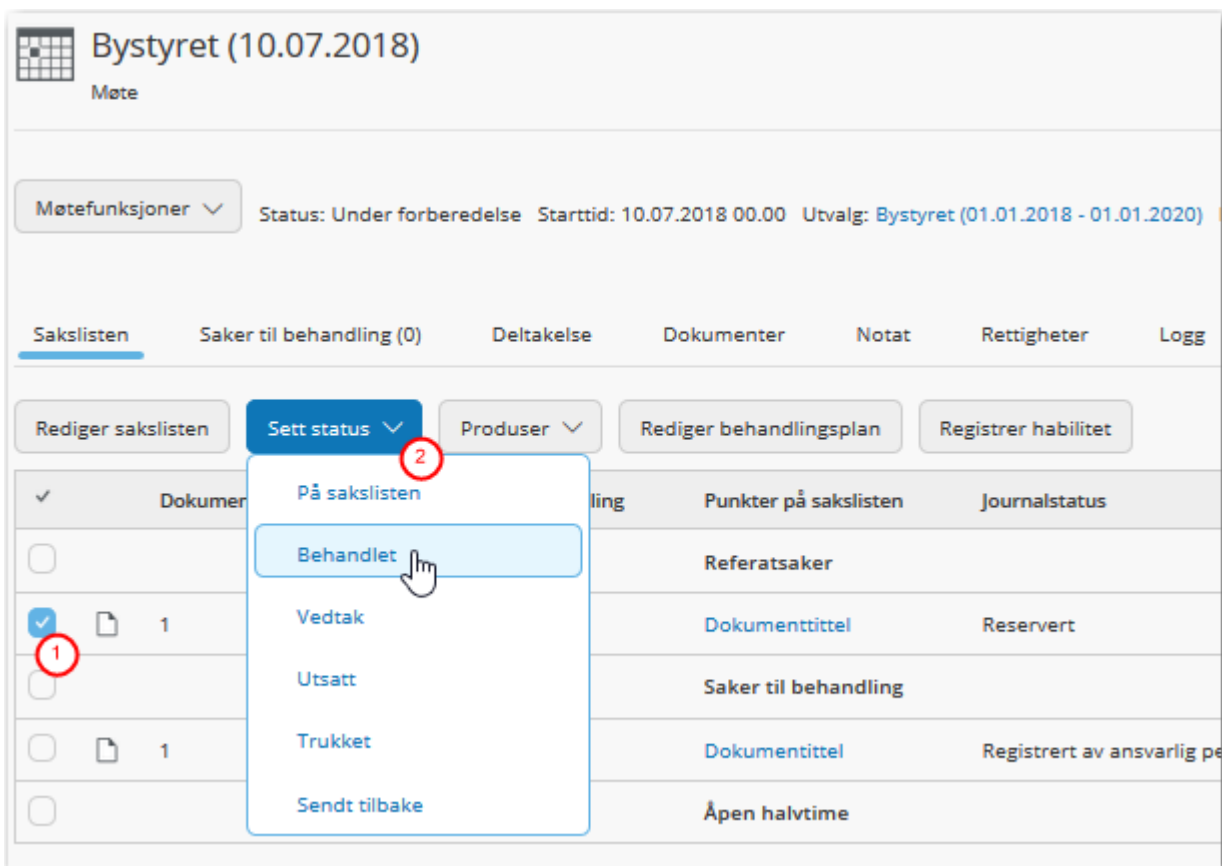 Bystyret (10.07.2018)
Møte
Møtefunksjoner Status: Under forberedelse Starttid: 10.07.2018 00.00 Utvalg: Bystyret (01.01.2018 - 01.01.2020)
Sakslisten Saker til behandling (0) Deltakelse Dokumenter Notat Rettigheter Logg
Rediger sakslisten Sett status Produser Rediger behandlingsplan Registrer habilitet
2
På sakslisten
Dokumen ling Punkter på sakslisten Journalstatus
Behandlet
Referatsaker
Vedtak
1 Dokumenttittel Reservert
1
Utsatt
Saker til behandling
Trukket
1 Dokumentittel Registrert av ansvarlig pe
Sendt tilbake
Åpen halvtime